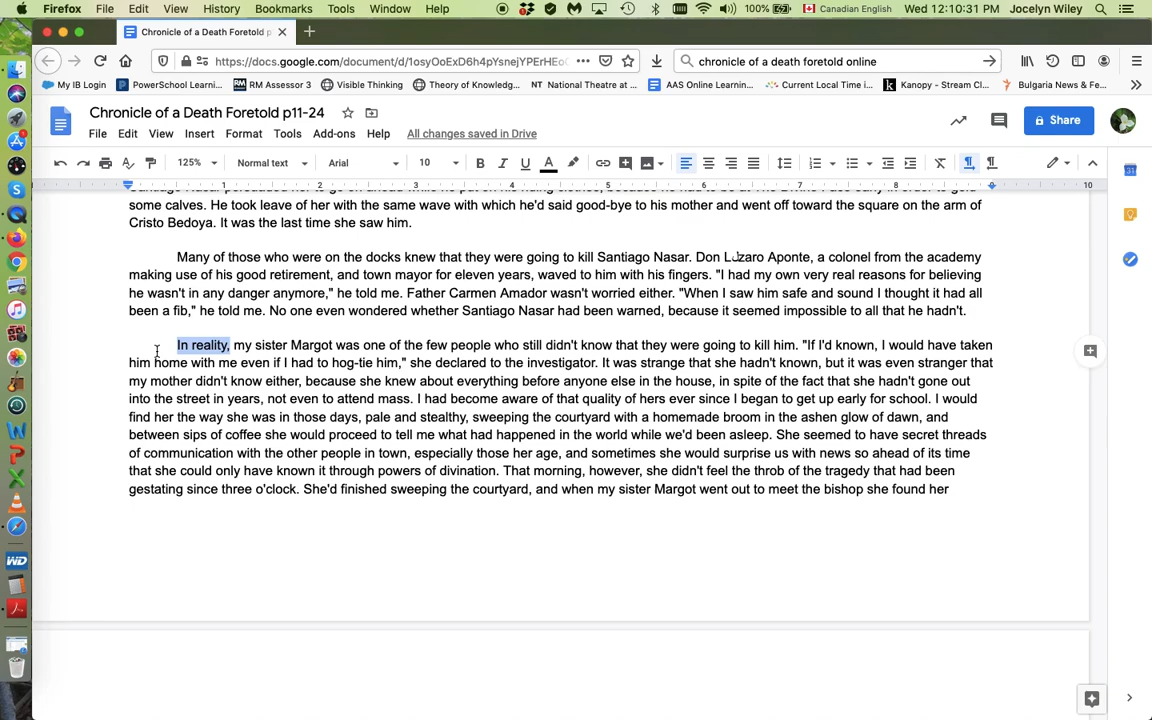 Firefox File Edit View History Bookmarks Tools Window Help 100% Canadian English Wed 12:10:31 PM Jocelyn Wiley
Chronicle of a Death Foretold p
https://docs.google.com/document/d/1osyOoExD6h4pYsnejYPErHEo
chronicle of a death foretold online
My IB Login PowerSchool Learni... RM Assessor 3 Visible Thinking Theory of Knowledg... NT National Theatre at ... AAS Online Learnin... Current Local Time i... Kanopy - Stream Cl... Bulgaria News & Fe...
Chronicle of a Death Foretold p11-24
File Edit View Insert Format Tools Add-ons Help All changes saved in Drive
Share
125% Normal text Arial 10
1 2 3 4 5 6 7 8 10
some calves. He took leave of her with the same wave with which he'd said good-bye to his mother and went off toward the square on the arm of
Cristo Bedoya. It was the last time she saw him.
Many of those who were on the docks knew that they were going to kill Santiago Nasar. Don Lázaro Aponte, a colonel from the academy
making use of his good retirement, and town mayor for eleven years, waved to him with his fingers. "I had my own very real reasons for believing
he wasn't in any danger anymore," he told me. Father Carmen Amador wasn't worried either. "When I saw him safe and sound I thought it had all
been a fib," he told me. No one even wondered whether Santiago Nasar had been warned, because it seemed impossible to all that he hadn't.
In reality, my sister Margot was one of the few people who still didn't know that they were going to kill him. "If I'd known, I would have taken
him home with me even if I had to hog-tie him," she declared to the investigator. It was strange that she hadn't known, but it was even stranger that
my mother didn't know either, because she knew about everything before anyone else in the house, in spite of the fact that she hadn't gone out
into the street in years, not even to attend mass. I had become aware of that quality of hers ever since I began to get up early for school. I would
find her the way she was in those days, pale and stealthy, sweeping the courtyard with a homemade broom in the ashen glow of dawn, and
between sips of coffee she would proceed to tell me what had happened in the world while we'd been asleep. She seemed to have secret threads
of communication with the other people in town, especially those her age, and sometimes she would surprise us with news so ahead of its time
that she could only have known it through powers of divination. That morning, however, she didn't feel the throb of the tragedy that had been
gestating since three o'clock. She'd finished sweeping the courtyard, and when my sister Margot went out to meet the bishop she found her